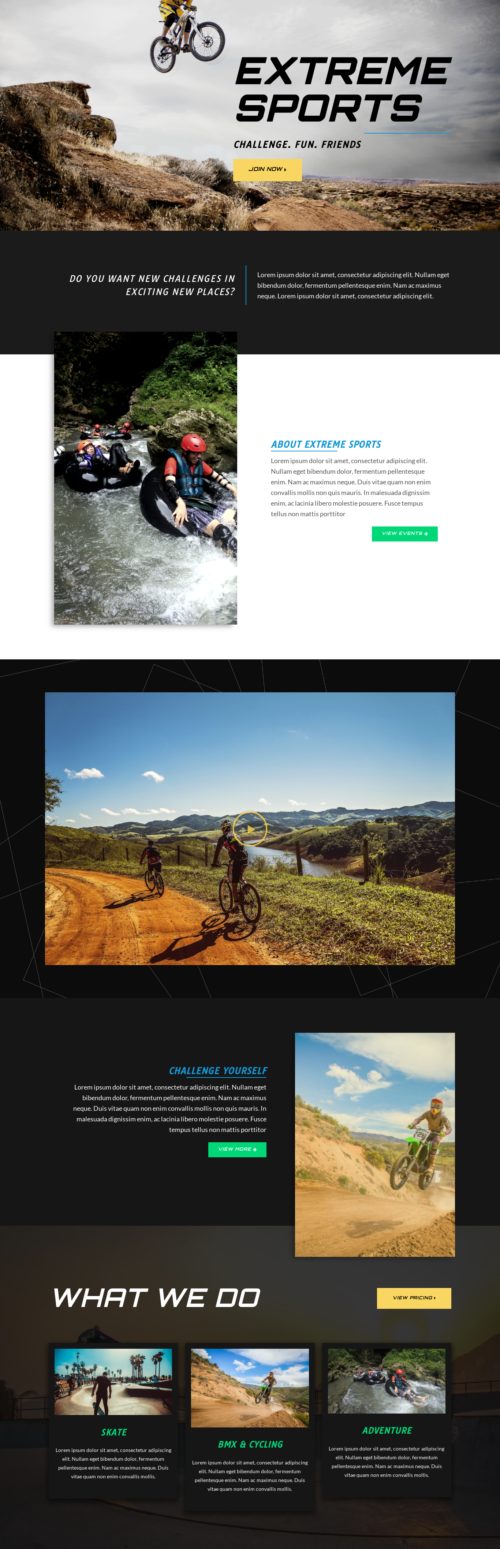 EXTREME
SPORTS
CHALLENGE. FUN. FRIENDS
JOIN NOW
DO YOU WANT NEW CHALLENGES IN
EXCITING NEW PLACES?
Lorem ipsum dolor sit amet, consectetur adipiscing elit. Nullam eget
bibendum dolor, fermentum pellentesque enim. Nam ac maximus
neque. Lorem ipsum dolor sit amet, consectetur adipiscing elit.
ABOUT EXTREME SPORTS
Lorem ipsum dolor sit amet, consectetur adipiscing elit.
Nullam eget bibendum dolor, fermentum pellentesque
enim. Nam ac maximus neque. Duis vitae quam non enim
convallis mollis non quis mauris. In malesuada dignissim
enim, ac lacinia libero molestie posuere. Fusce tempus
tellus non mattis porttitor
VIEW EVENTS
CHALLENGE YOURSELF
Lorem ipsum dolor sit amet, consectetur adipiscing elit. Nullam eget
bibendum dolor, fermentum pellentesque enim. Nam ac maximus
neque. Duis vitae quam non enim convallis mollis non quis mauris. In
malesuada dignissim enim, ac lacinia libero molestie posuere. Fusce
tempus tellus non mattis porttitor
VIEW MORE
WHAT WE DO
VIEW PRICING
SKATE
Lorem ipsum dolor sit amet, consectetur adipiscing
elit. Nullam eget bibendum dolor, fermentum
pellentesque enim. Nam ac maximus neque. Duis
vitae quam non enim convallis mollis.
BMX & CYCLING
Lorem ipsum dolor sit amet, consectetur adipiscing
elit. Nullam eget bibendum dolor, fermentum
pellentesque enim. Nam ac maximus neque. Duis
vitae quam non enim convallis mollis.
ADVENTURE
Lorem ipsum dolor sit amet, consectetur adipiscing
elit. Nullam eget bibendum dolor, fermentum
pellentesque enim. Nam ac maximus neque. Duis
vitae quam non enim convallis mollis.